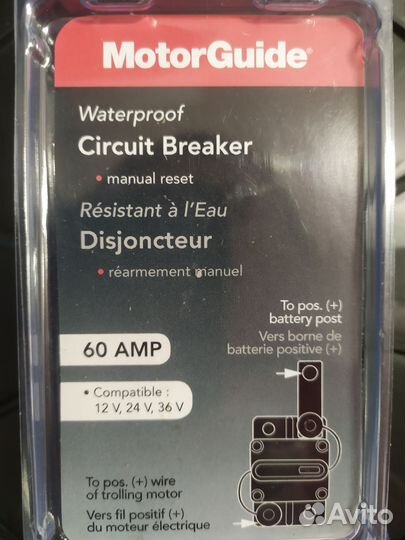 MotorGuide
Waterproof
Circuit Breaker
• manual reset
Résistant à l'Eau
Disjoncteur
• réarmement manuel
To pos. (+)
battery post
Vers borne de
batterie positive (+)
60 AMP
• Compatible :
12 V, 24 V, 36 V
To pos. (+) wire
of trolling motor
Vers fil positif (+)
du moteur électrique
Avito